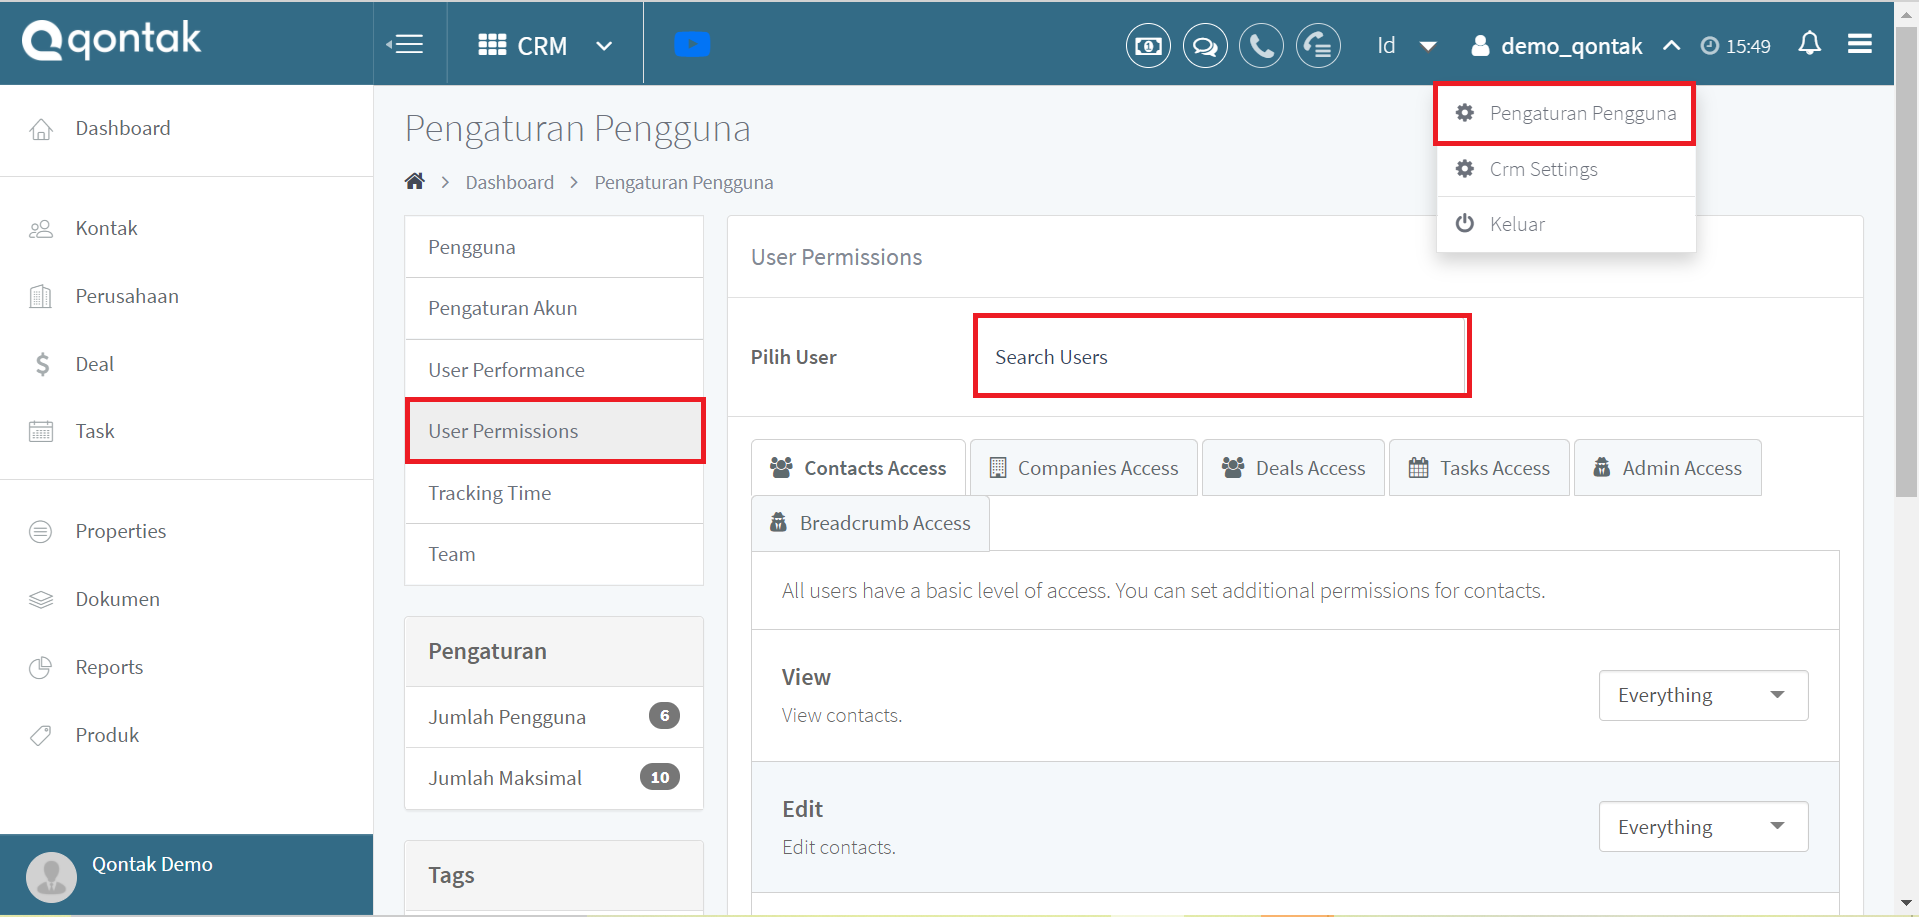 qontak
CRM
Id
demo_qontak
15:49
Pengaturan Pengguna
Crm Settings
Keluar
Dashboard
Kontak
Perusahaan
Deal
Task
Properties
Dokumen
Reports
Produk
Qontak Demo
Pengaturan Pengguna
Dashboard > Pengaturan Pengguna
Pengguna
Pengaturan Akun
User Performance
User Permissions
Tracking Time
Team
Pengaturan
Jumlah Pengguna 6
Jumlah Maksimal 10
Tags
User Permissions
Pilih User
Search Users
Contacts Access
Companies Access
Deals Access
Tasks Access
Admin Access
Breadcrumb Access
All users have a basic level of access. You can set additional permissions for contacts.
View
View contacts.
Everything
Edit
Edit contacts.
Everything